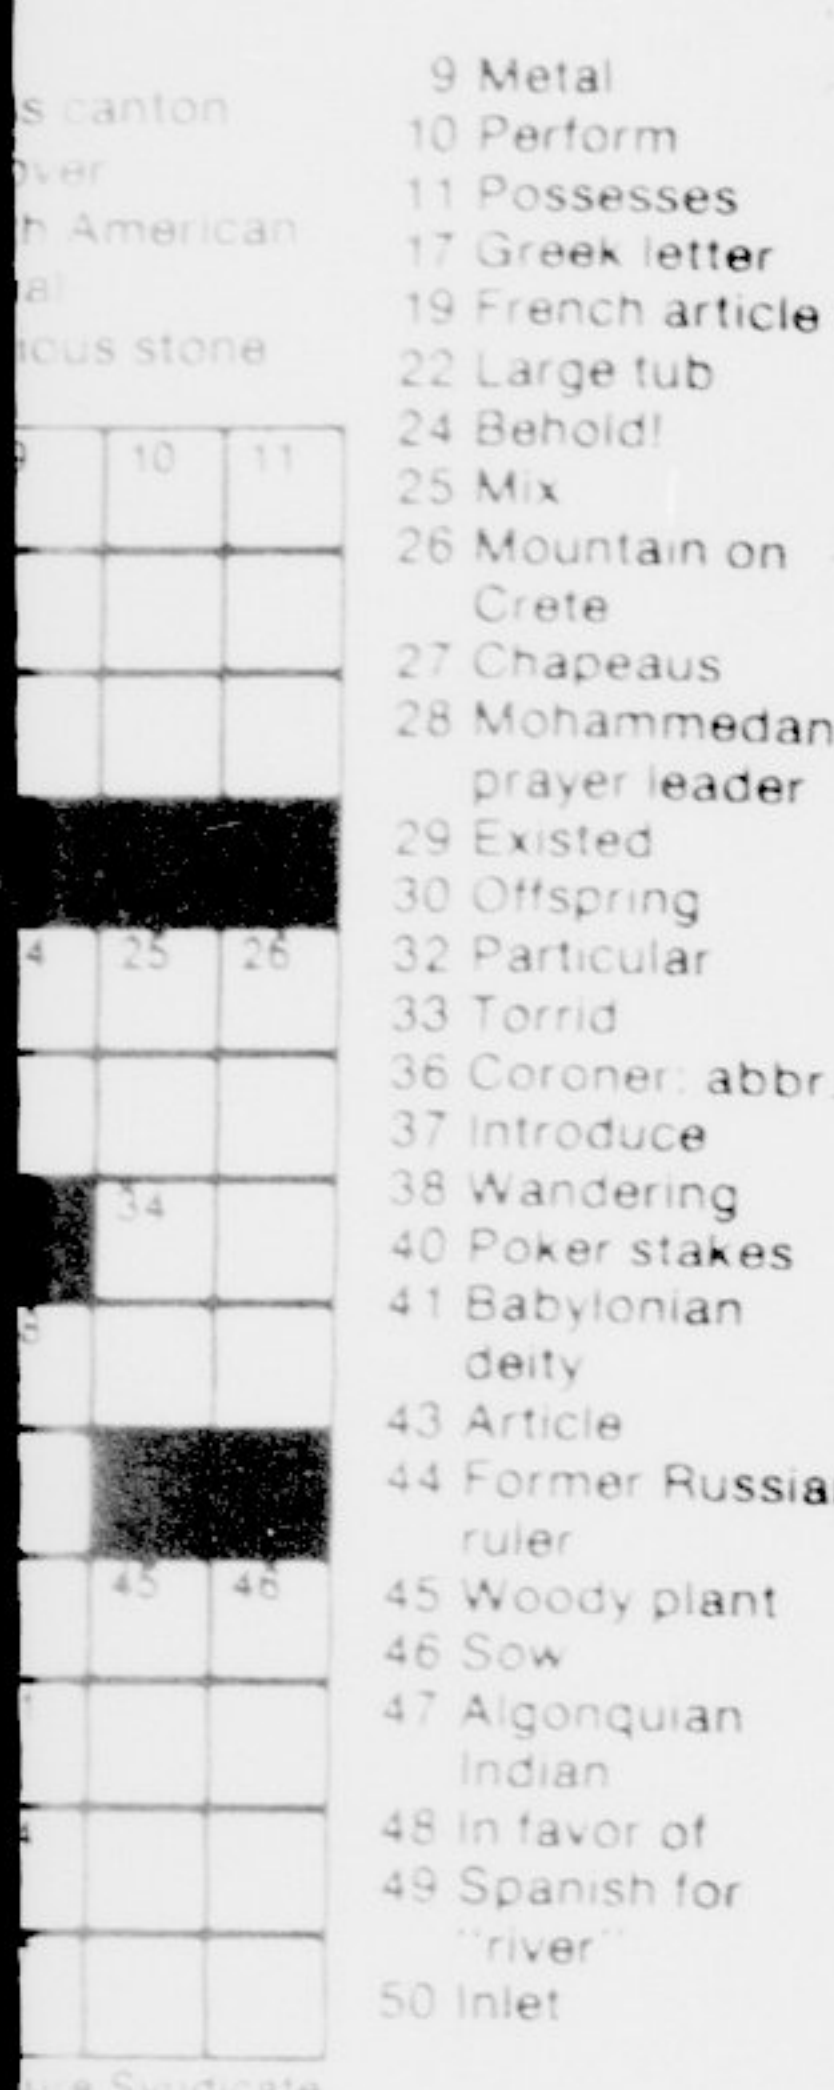 canton
American
stone
10 11
25 26
34
45 46
Syndicate
9 Metal
10 Perform
11 Possesses
17 Greek letter
19 French article
22 Large tub
24 Behold!
25 Mix
26 Mountain on
Crete
27 Chapeaus
28 Mohammedan
prayer leader
29 Existed
30 Offspring
32 Particular
33 Torrid
36 Coroner: abbr.
37 Introduce
38 Wandering
40 Poker stakes
41 Babylonian
deity
43 Article
44 Former
ruler
45 Woody plant
46 Sow
47 Algonquian
Indian
48 In favor of
49 Spanish for
"river"
50 Inlet